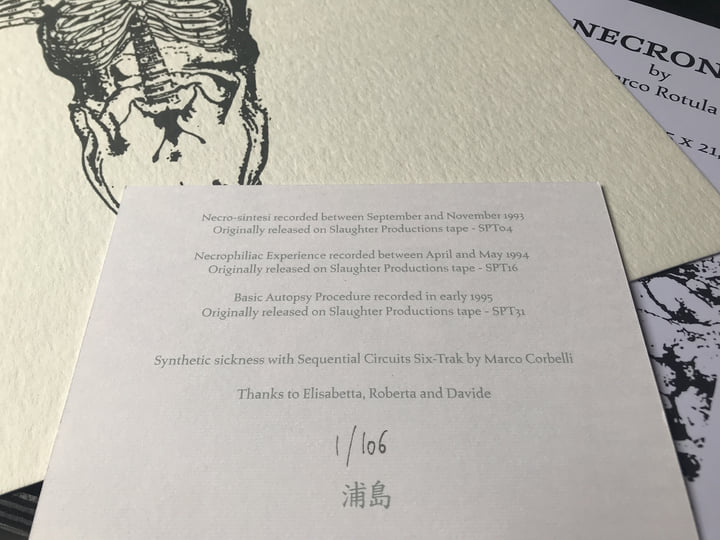 NECRON
by
Marco Rotula
x 21,
Necro-sintesi recorded between September and November 1993
Originally released on Slaughter Productions tape - SPT04
Necrophiliac Experience recorded between April and May 1994
Originally released on Slaughter Productions tape - SPT16
Basic Autopsy Procedure recorded in early 1995
Originally released on Slaughter Productions tape - SPT31
Synthetic sickness with Sequential Circuits Six-Trak by Marco Corbelli
Thanks to Elisabetta, Roberta and Davide
1/106
浦島